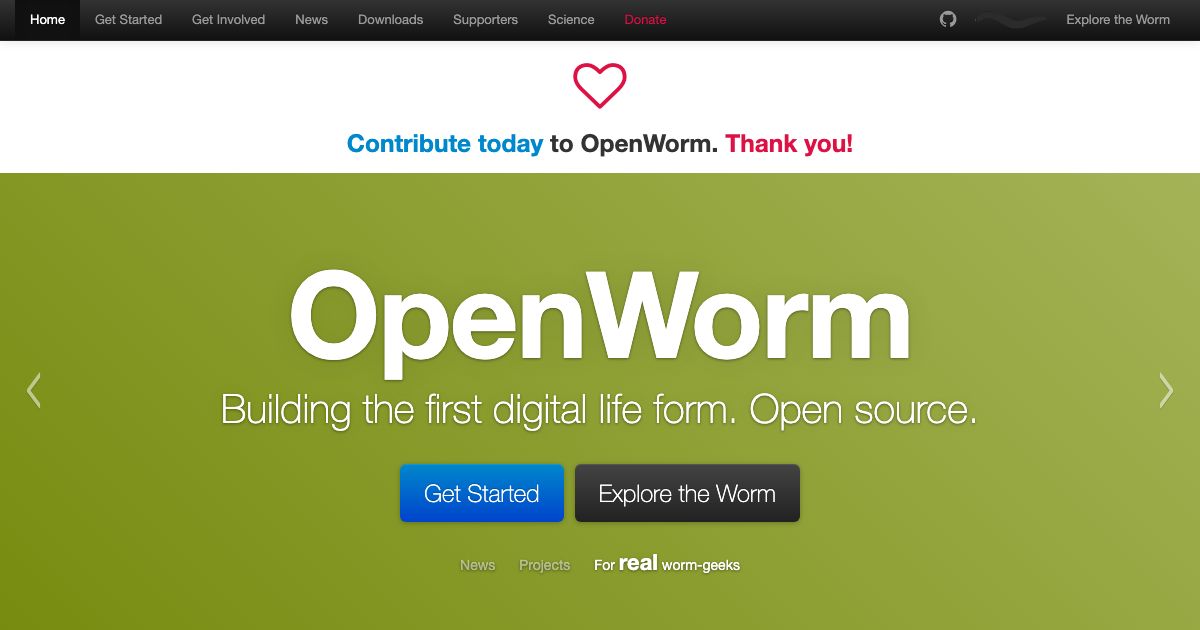 Home Get Started Get Involved News Downloads Supporters Science Donate Explore the Worm
Contribute today to OpenWorm. Thank you!
OpenWorm
Building the first digital life form. Open source.
Get Started Explore the Worm
News Projects For real worm-geeks